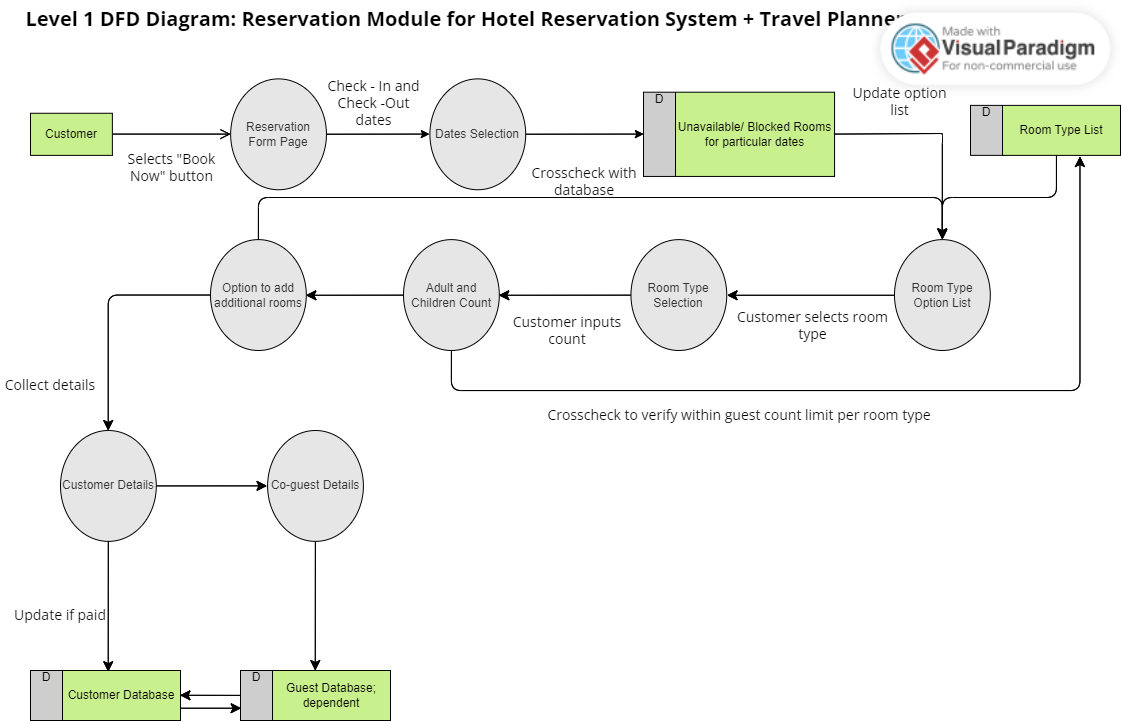 Level 1 DFD Diagram: Reservation Module for Hotel Reservation System + Travel Planner
Made with
VisualParadigm
For non-commercial use
Customer
Selects "Book
Now" button
Reservation
Form Page
Check - In and
Check -Out
dates
Dates Selection
Crosscheck with
database
D
Unavailable/ Blocked Rooms
for particular dates
Update option
list
D
Room Type List
Option to add
additional rooms
Adult and
Children Count
Customer inputs
count
Room Type
Selection
Customer selects room
type
Room Type
Option List
Collect details
Crosscheck to verify within guest count limit per room type
Customer Details
Co-guest Details
Update if paid
D
Customer Database
D
Guest Database;
dependent